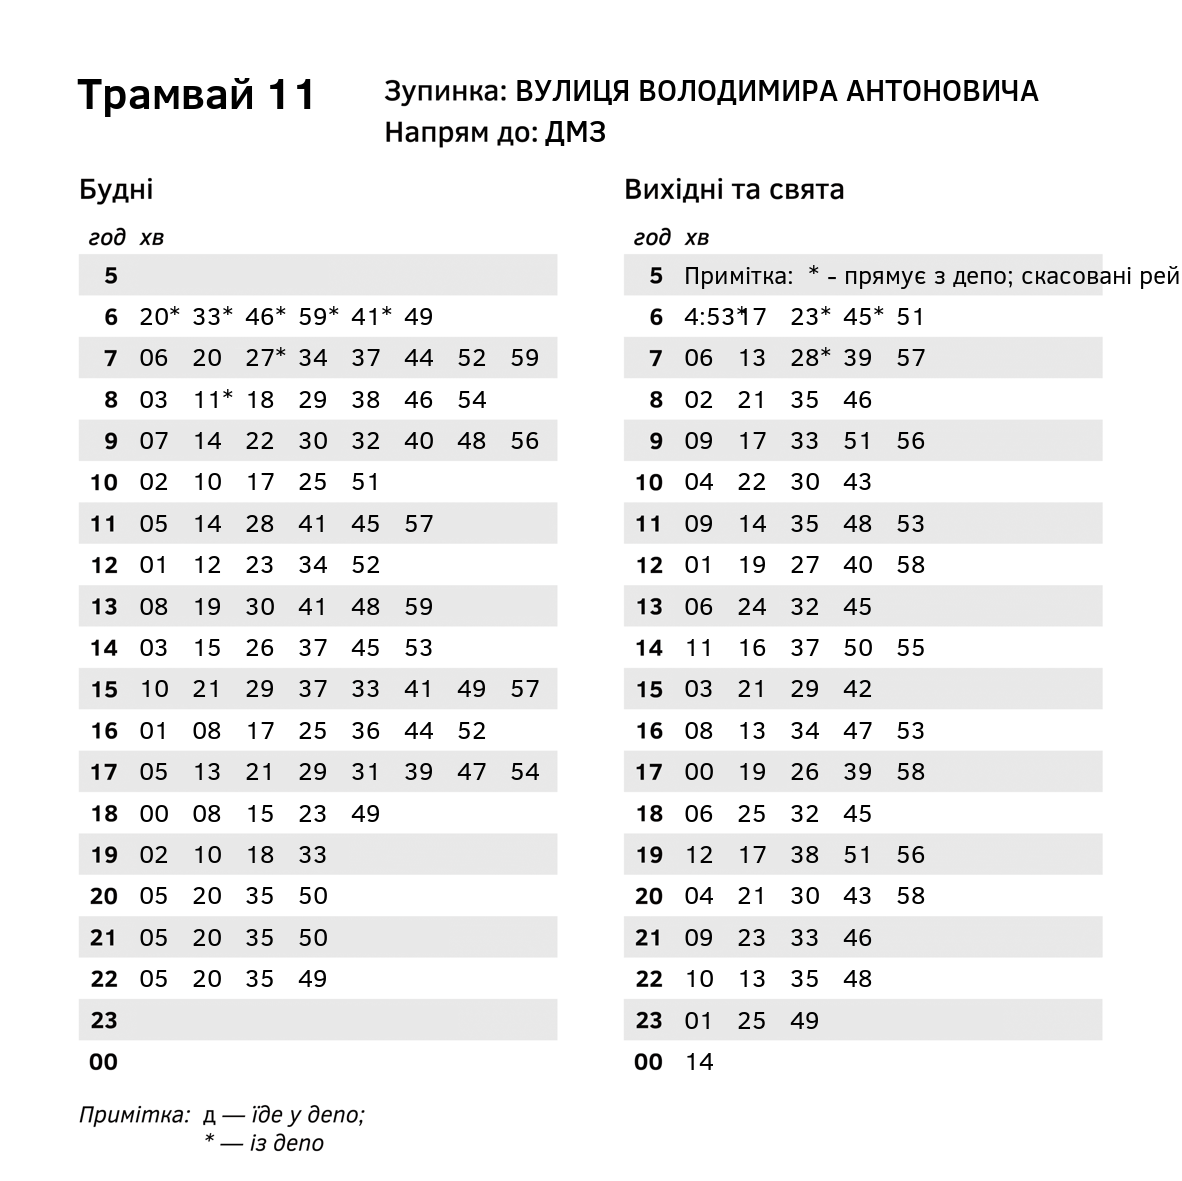 Трамвай 11
Зупинка: ВУЛИЦЯ ВОЛОДИМИРА АНТОНОВИЧА
Напрям до: ДМЗ
Будні
год хв
5
6 20* 33* 46* 59* 41* 49
7 06 20 27* 34 37 44 52 59
8 03 11* 18 29 38 46 54
9 07 14 22 30 32 40 48 56
10 02 10 17 25 51
11 05 14 28 41 45 57
12 01 12 23 34 52
13 08 19 30 41 48 59
14 03 15 26 37 45 53
15 10 21 29 37 33 41 49 57
16 01 08 17 25 36 44 52
17 05 13 21 29 31 39 47 54
18 00 08 15 23 49
19 02 10 18 33
20 05 20 35 50
21 05 20 35 50
22 05 20 35 49
23
00
Вихідні та свята
год хв
5 Примітка: * - прямує з депо; скасовані рей
6 4:53* 17 23* 45* 51
7 06 13 28* 39 57
8 02 21 35 46
9 09 17 33 51 56
10 04 22 30 43
11 09 14 35 48 53
12 01 19 27 40 58
13 06 24 32 45
14 11 16 37 50 55
15 03 21 29 42
16 08 13 34 47 53
17 00 19 26 39 58
18 06 25 32 45
19 12 17 38 51 56
20 04 21 30 43 58
21 09 23 33 46
22 10 13 35 48
23 01 25 49
00 14
Примітка: д — їде у депо;
* — із депо